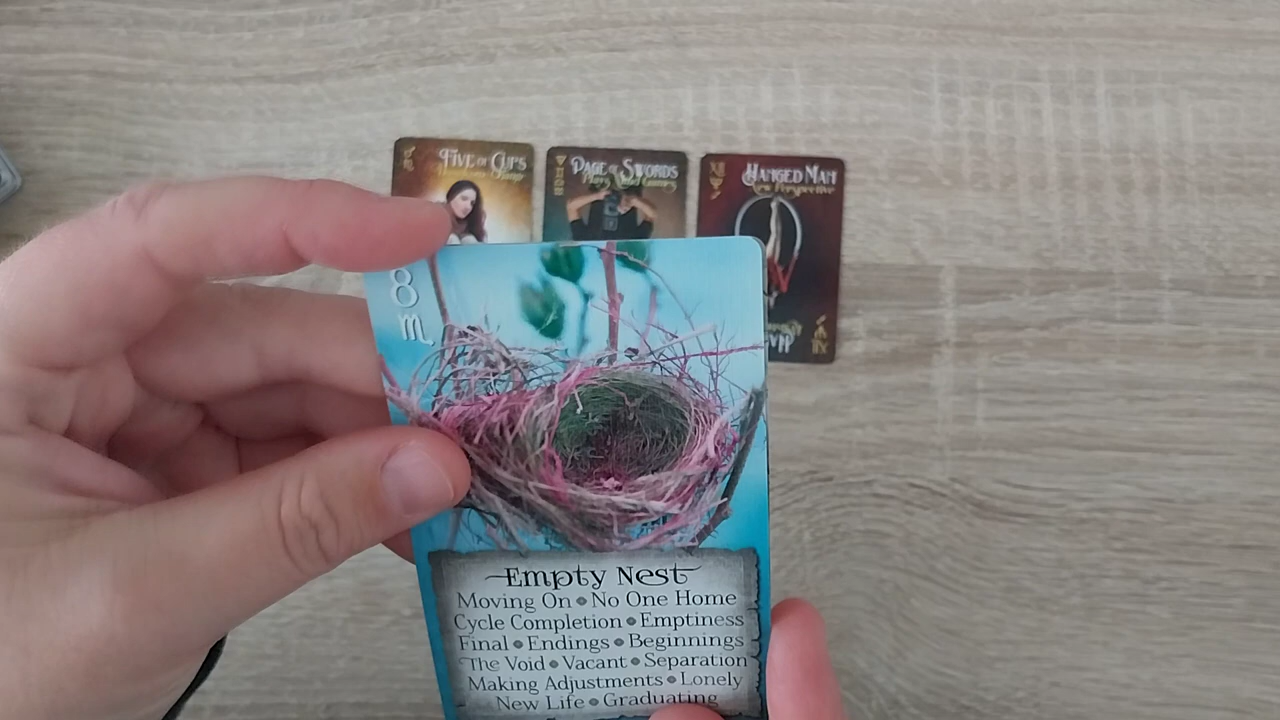 Five of Cups
Page of Swords
Hanged Man
New Perspective
XII
8
♏
Empty Nest
Moving On • No One Home
Cycle Completion • Emptiness
Final • Endings • Beginnings
The Void • Vacant • Separation
Making Adjustments • Lonely
New Life • Graduating